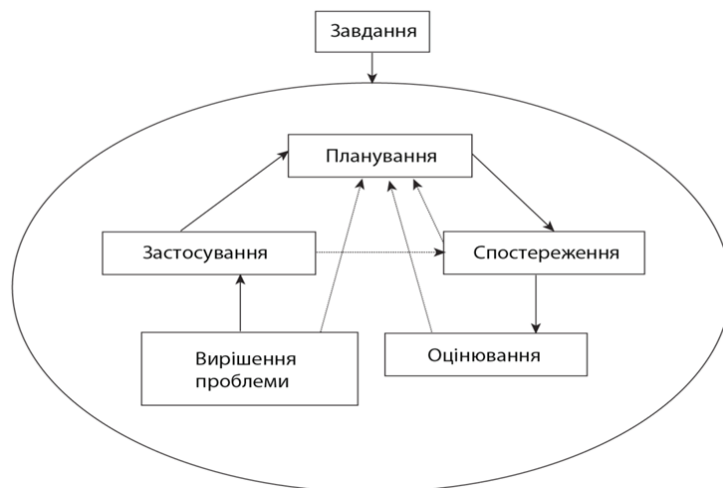 Завдання
Планування
Застосування
Спостереження
Вирішення
проблеми
Оцінювання